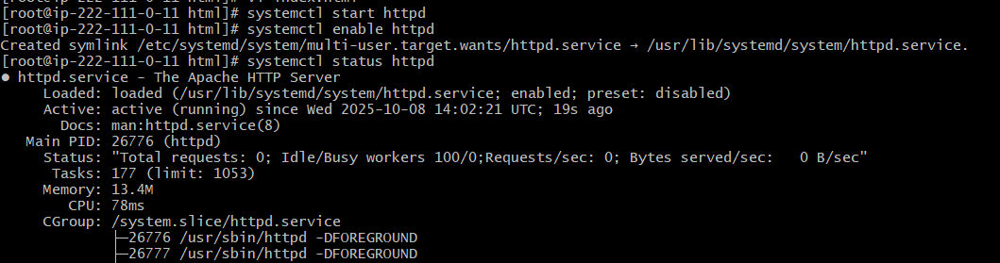 [root@ip-222-111-0-11 html]# systemctl start httpd
[root@ip-222-111-0-11 html]# systemctl enable httpd
Created symlink /etc/systemd/system/multi-user.target.wants/httpd.service → /usr/lib/systemd/system/httpd.service.
[root@ip-222-111-0-11 html]# systemctl status httpd
● httpd.service - The Apache HTTP Server
Loaded: loaded (/usr/lib/systemd/system/httpd.service; enabled; preset: disabled)
Active: active (running) since Wed 2025-10-08 14:02:21 UTC; 19s ago
Docs: man:httpd.service(8)
Main PID: 26776 (httpd)
Status: "Total requests: 0; Idle/Busy workers 100/0;Requests/sec: 0; Bytes served/sec:   0 B/sec"
Tasks: 177 (limit: 1053)
Memory: 13.4M
CPU: 78ms
CGroup: /system.slice/httpd.service
├─26776 /usr/sbin/httpd -DFOREGROUND
├─26777 /usr/sbin/httpd -DFOREGROUND